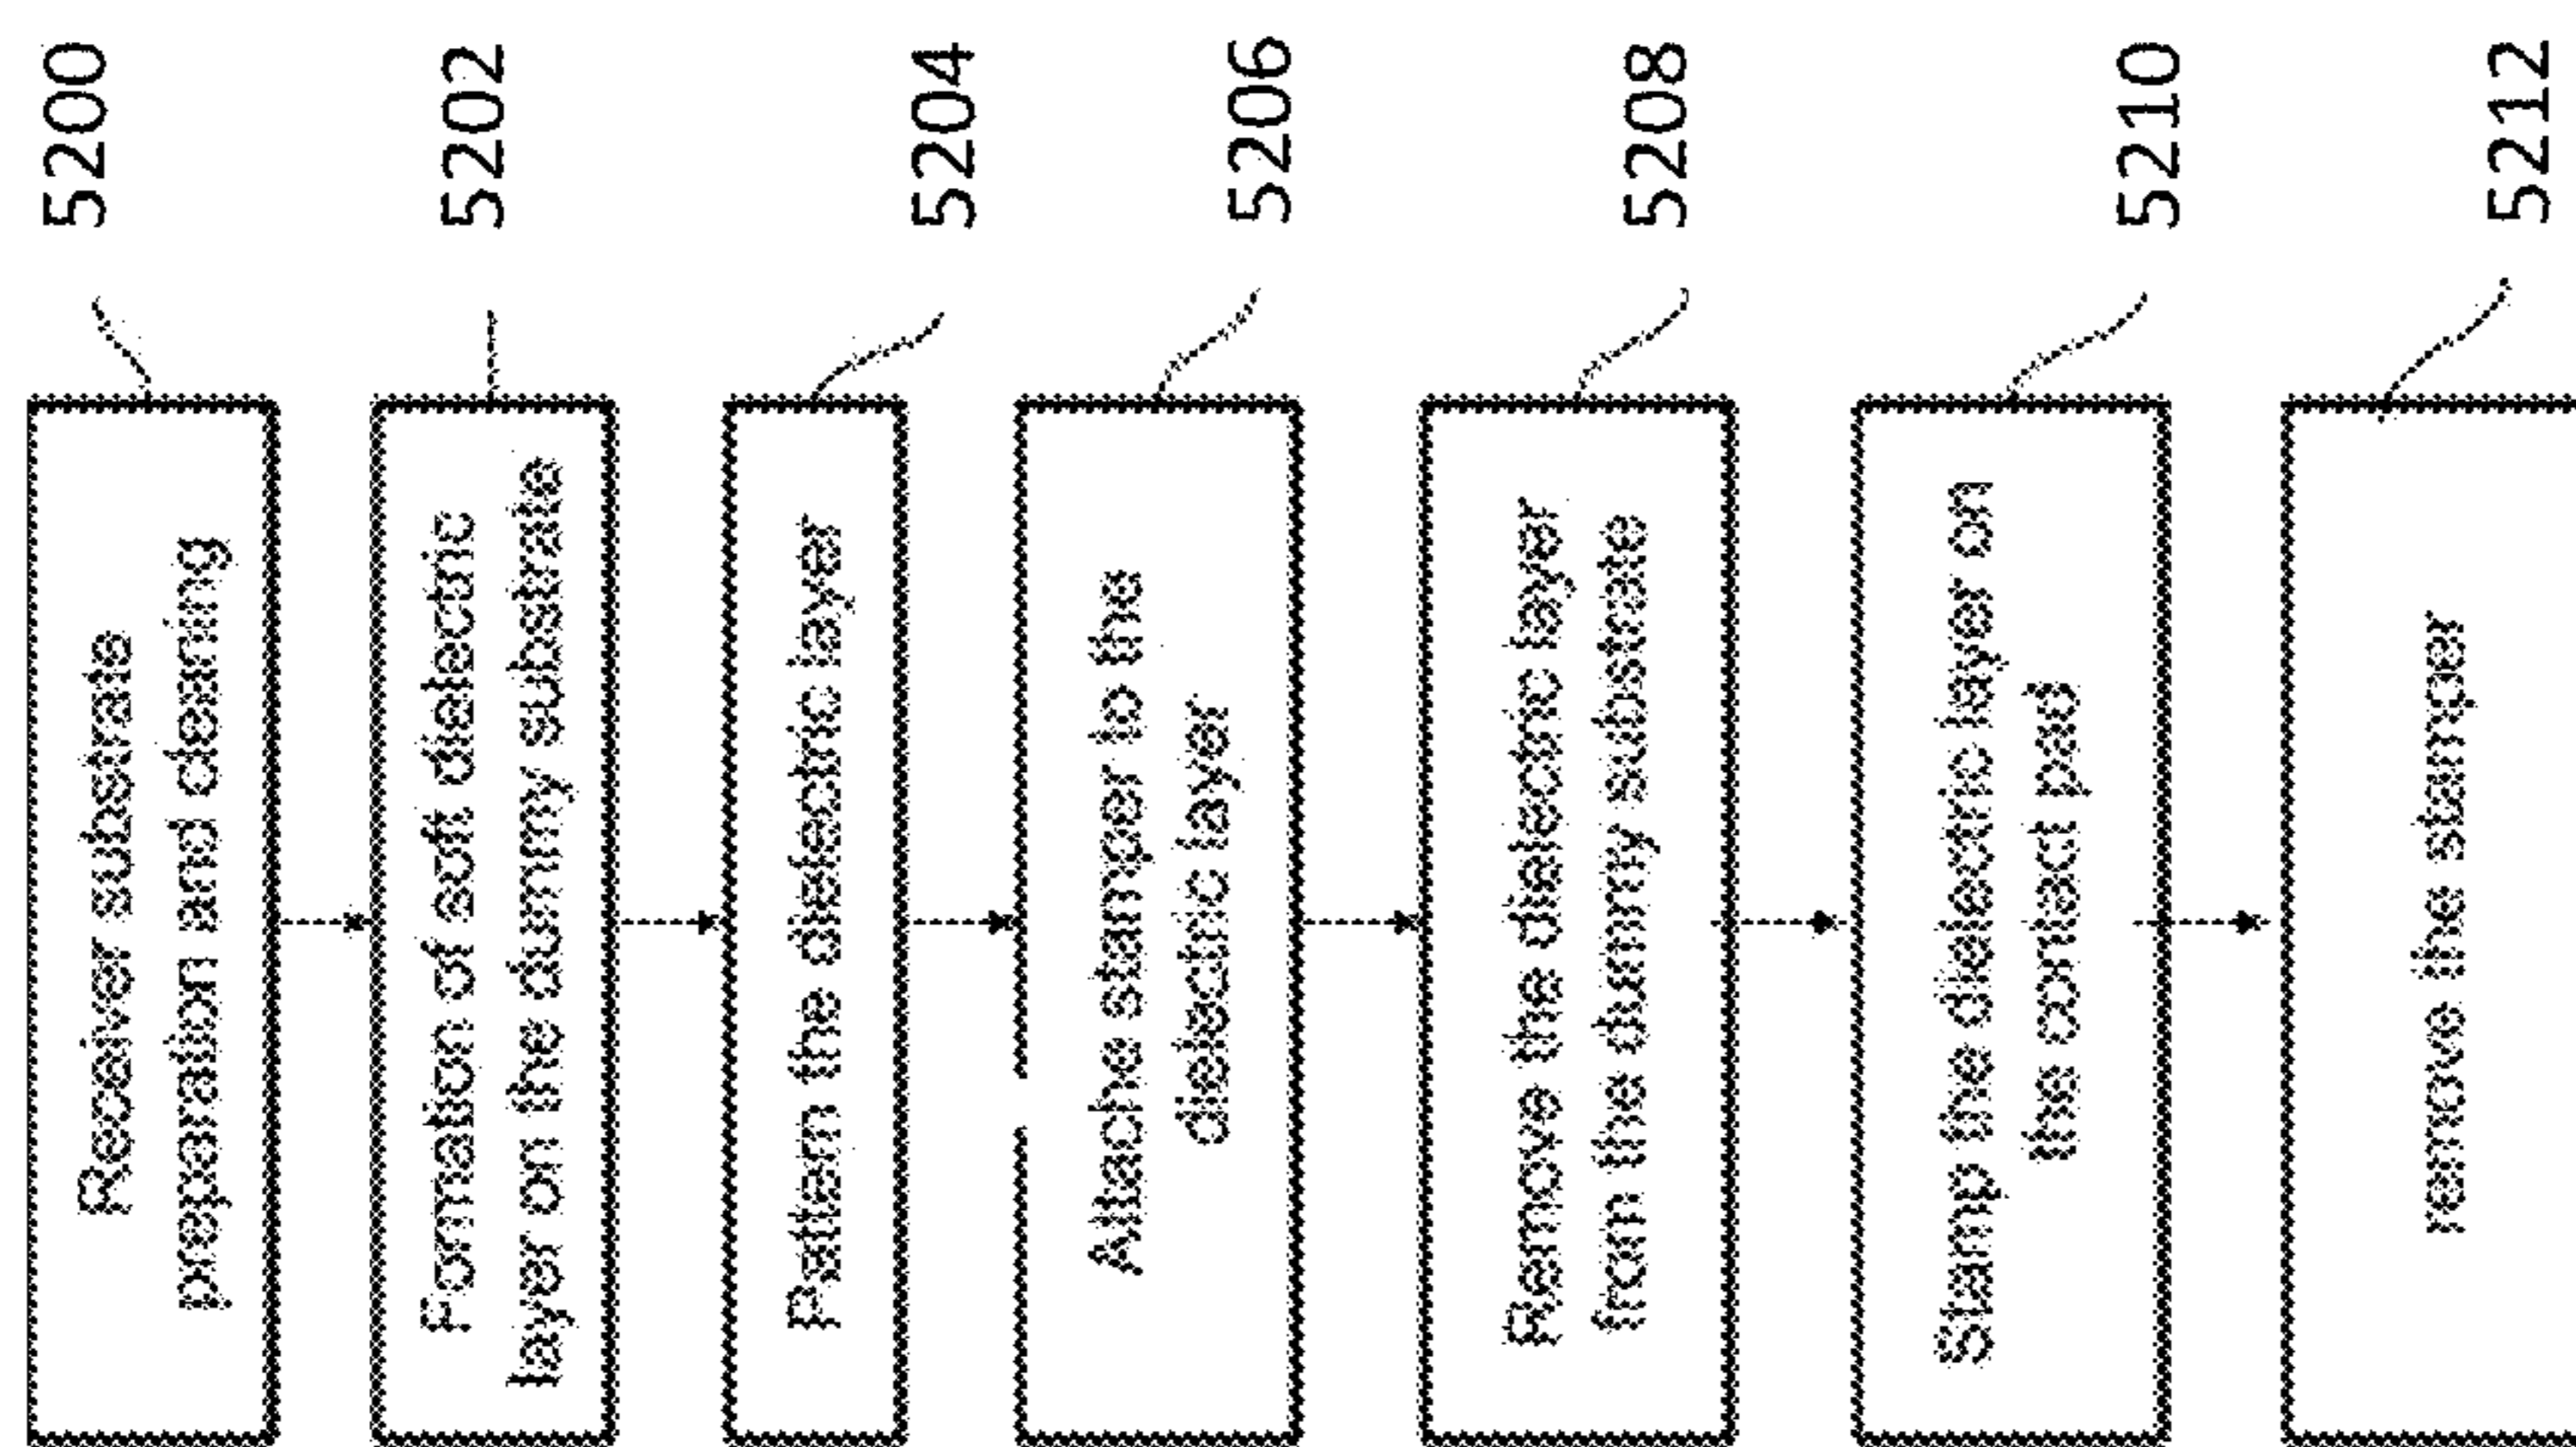 Receiver substrate
preparation and cleaning
5200
Formation of soft dielectric
layer on the dummy substrate
5202
Pattern the dielectric layer
5204
Attache stamper to the
dielectric layer
5206
Remove the dielectric layer
from the dummy substrate
5208
Stamp the dielectric layer on
the contact pad
5210
remove the stamper
5212